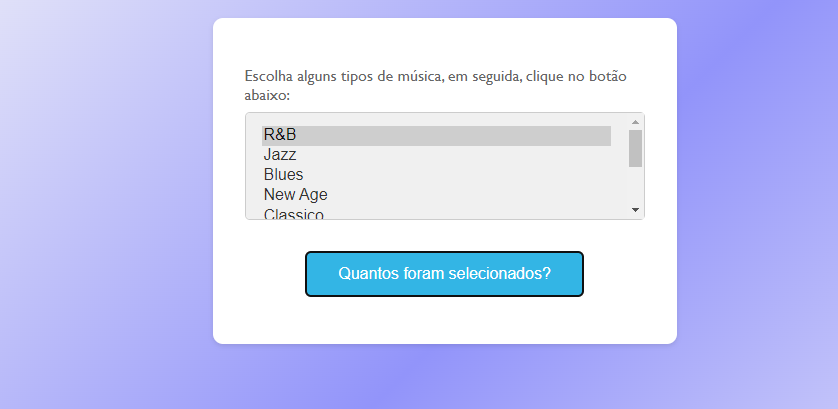 Escolha alguns tipos de música, em seguida, clique no botão
abaixo:
R&B
Jazz
Blues
New Age
Classico
Quantos foram selecionados?